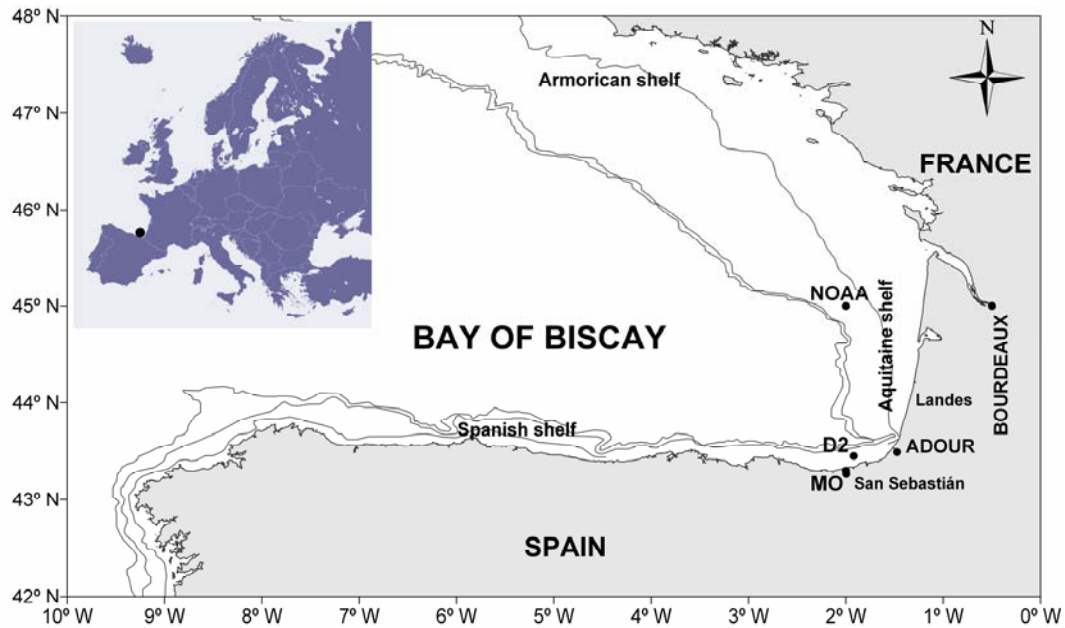 48º N
47º N
46º N
45º N
44º N
43º N
42º N
N
Armorican shelf
FRANCE
NOAA
BAY OF BISCAY
Aquitaine shelf
BOURDEAUX
Landes
Spanish shelf
D2
ADOUR
MO
San Sebastián
SPAIN
10º W 9º W 8º W 7º W 6º W 5º W 4º W 3º W 2º W 1º W 0º W